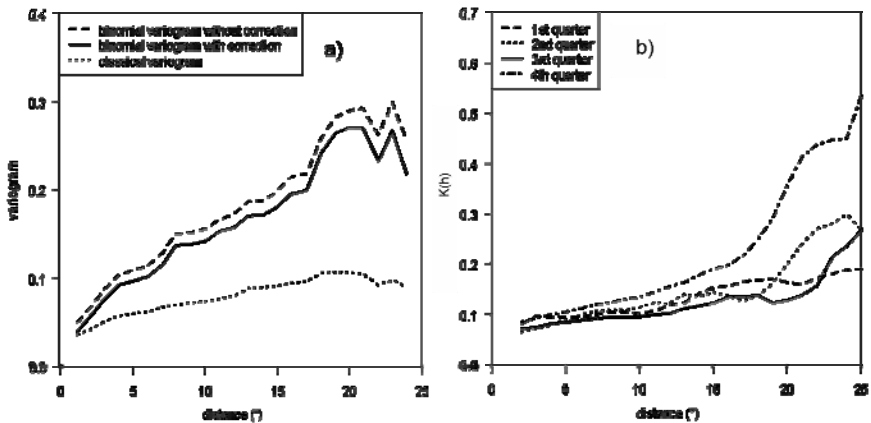 0.4
binomial variogram without correction
binomial variogram with correction
classical variogram
a)
0.3
0.2
0.1
0.0
variogram
0 5 10 15 20 25
distance (°)
0.7
1st quarter
2nd quarter
3rd quarter
4th quarter
b)
0.6
0.5
0.4
0.3
0.2
0.1
0.0
K(h)
0 5 10 15 20 25
distance (°)